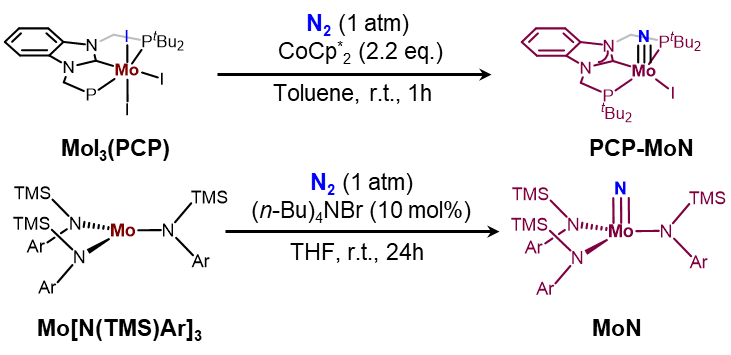 N₂ (1 atm)
CoCp*₂ (2.2 eq.)
Toluene, r.t., 1h
I
N
PᵗBu₂
N
Mo
I
P
I
MoI₃(PCP)
N
N
PᵗBu₂
N
Mo
I
P
ᵗBu₂
PCP-MoN
N₂ (1 atm)
(n-Bu)₄NBr (10 mol%)
THF, r.t., 24h
TMS
TMS
TMS
N
Mo
N
Ar
N
Ar
Ar
Mo[N(TMS)Ar]₃
N
TMS
TMS
TMS
N
Mo
N
Ar
N
Ar
Ar
MoN